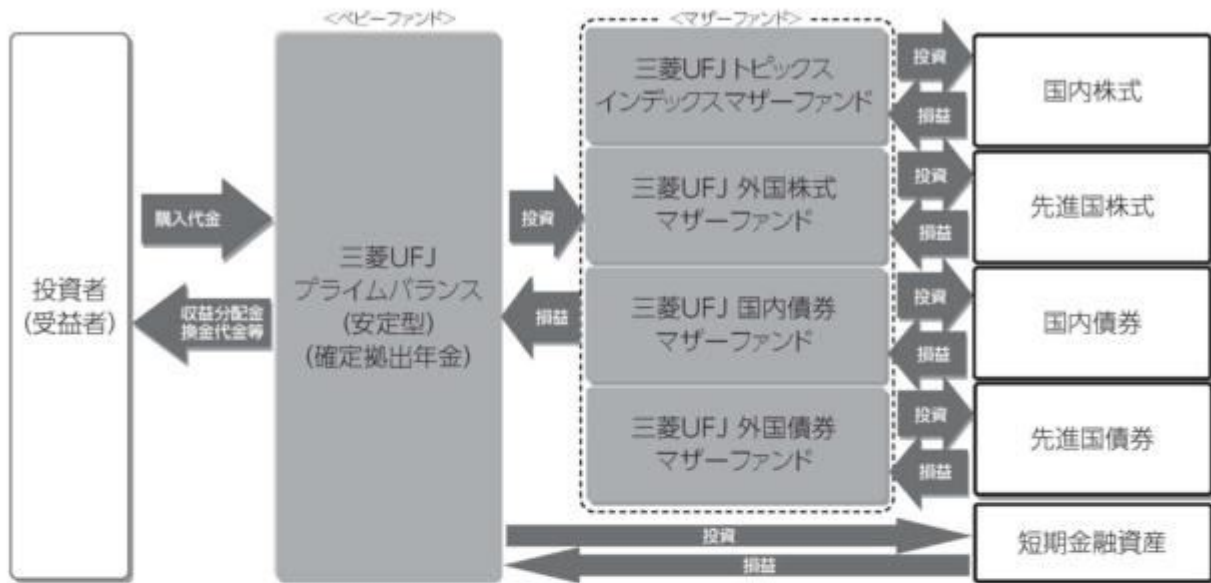 <ベビーファンド>
<マザーファンド>
投資者
(受益者)
購入代金
収益分配金
換金代金等
三菱UFJ
プライムバランス
(安定型)
(確定拠出年金)
投資
損益
三菱UFJ トピックス
インデックスマザーファンド
投資
損益
国内株式
三菱UFJ 外国株式
マザーファンド
投資
損益
先進国株式
三菱UFJ 国内債券
マザーファンド
投資
損益
国内債券
三菱UFJ 外国債券
マザーファンド
投資
損益
先進国債券
投資
損益
短期金融資産